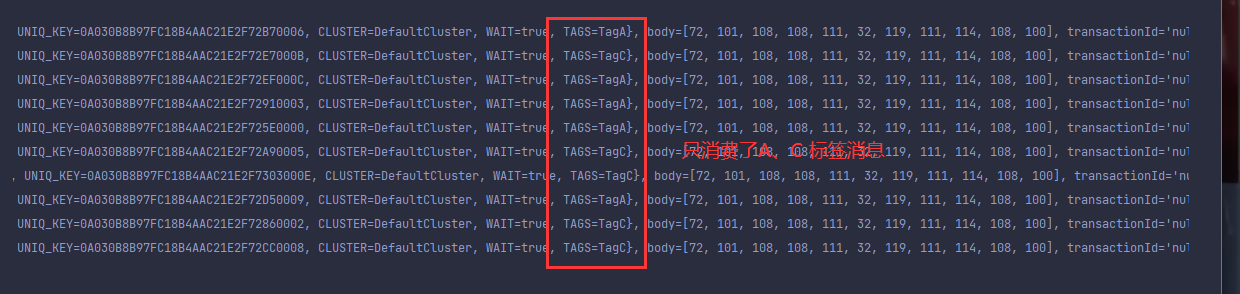 UNIQ_KEY=0A030B8B97FC18B4AAC21E2F72B70006, CLUSTER=DefaultCluster, WAIT=true, TAGS=TagA}, body=[72, 101, 108, 108, 111, 32, 119, 111, 114, 108, 100], transactionId='nul
UNIQ_KEY=0A030B8B97FC18B4AAC21E2F72E7000B, CLUSTER=DefaultCluster, WAIT=true, TAGS=TagC}, body=[72, 101, 108, 108, 111, 32, 119, 111, 114, 108, 100], transactionId='nul
UNIQ_KEY=0A030B8B97FC18B4AAC21E2F72EF000C, CLUSTER=DefaultCluster, WAIT=true, TAGS=TagA}, body=[72, 101, 108, 108, 111, 32, 119, 111, 114, 108, 100], transactionId='nul
UNIQ_KEY=0A030B8B97FC18B4AAC21E2F72910003, CLUSTER=DefaultCluster, WAIT=true, TAGS=TagA}, body=[72, 101, 108, 108, 111, 32, 119, 111, 114, 108, 100], transactionId='nul
UNIQ_KEY=0A030B8B97FC18B4AAC21E2F725E0000, CLUSTER=DefaultCluster, WAIT=true, TAGS=TagA}, body=[72, 101, 108, 108, 111, 32, 119, 111, 114, 108, 100], transactionId='nul
UNIQ_KEY=0A030B8B97FC18B4AAC21E2F72A90005, CLUSTER=DefaultCluster, WAIT=true, TAGS=TagC}, body=[72, 101, 108, 108, 111, 32, 119, 111, 114, 108, 100], transactionId='nul
只消费了A、C 标签消息
, UNIQ_KEY=0A030B8B97FC18B4AAC21E2F7303000E, CLUSTER=DefaultCluster, WAIT=true, TAGS=TagC}, body=[72, 101, 108, 108, 111, 32, 119, 111, 114, 108, 100], transactionId='nu
UNIQ_KEY=0A030B8B97FC18B4AAC21E2F72D50009, CLUSTER=DefaultCluster, WAIT=true, TAGS=TagA}, body=[72, 101, 108, 108, 111, 32, 119, 111, 114, 108, 100], transactionId='nul
UNIQ_KEY=0A030B8B97FC18B4AAC21E2F72860002, CLUSTER=DefaultCluster, WAIT=true, TAGS=TagC}, body=[72, 101, 108, 108, 111, 32, 119, 111, 114, 108, 100], transactionId='nul
UNIQ_KEY=0A030B8B97FC18B4AAC21E2F72CC0008, CLUSTER=DefaultCluster, WAIT=true, TAGS=TagC}, body=[72, 101, 108, 108, 111, 32, 119, 111, 114, 108, 100], transactionId='nul